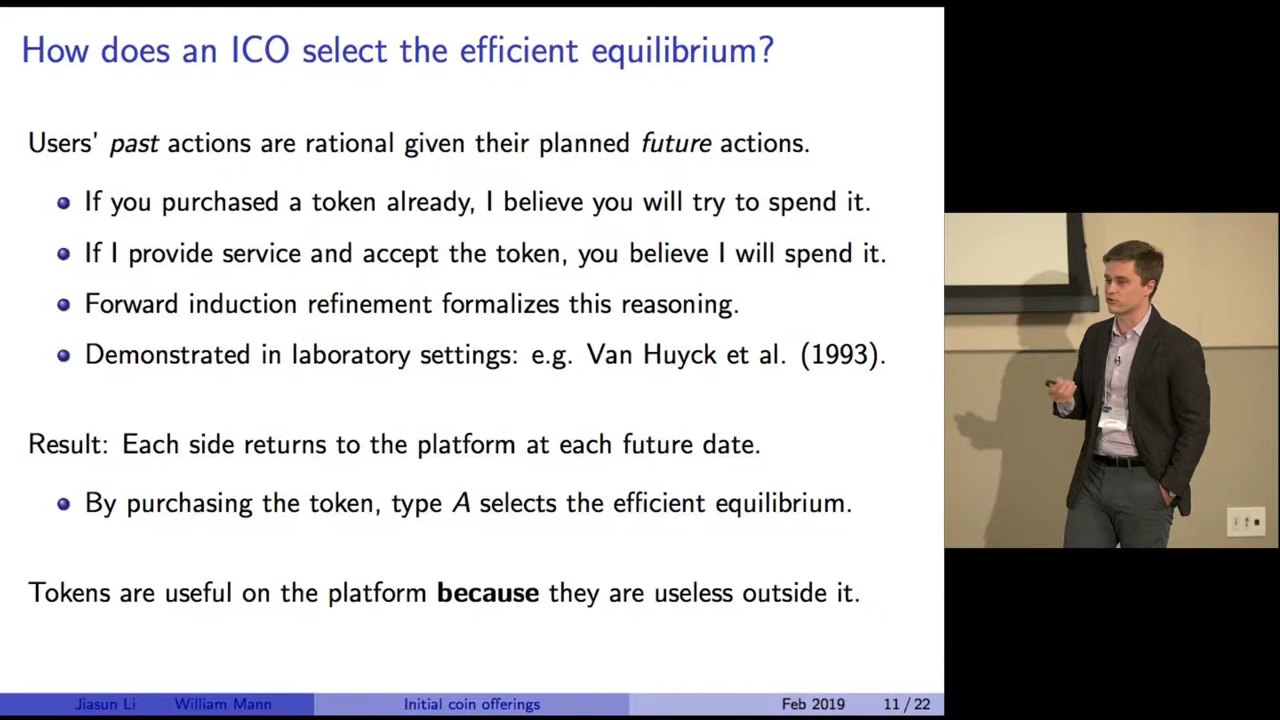 How does an ICO select the efficient equilibrium?
Users' past actions are rational given their planned future actions.
If you purchased a token already, I believe you will try to spend it.
If I provide service and accept the token, you believe I will spend it.
Forward induction refinement formalizes this reasoning.
Demonstrated in laboratory settings: e.g. Van Huyck et al. (1993).
Result: Each side returns to the platform at each future date.
By purchasing the token, type A selects the efficient equilibrium.
Tokens are useful on the platform because they are useless outside it.
Jiasun Li William Mann Initial coin offerings Feb 2019 11 / 22